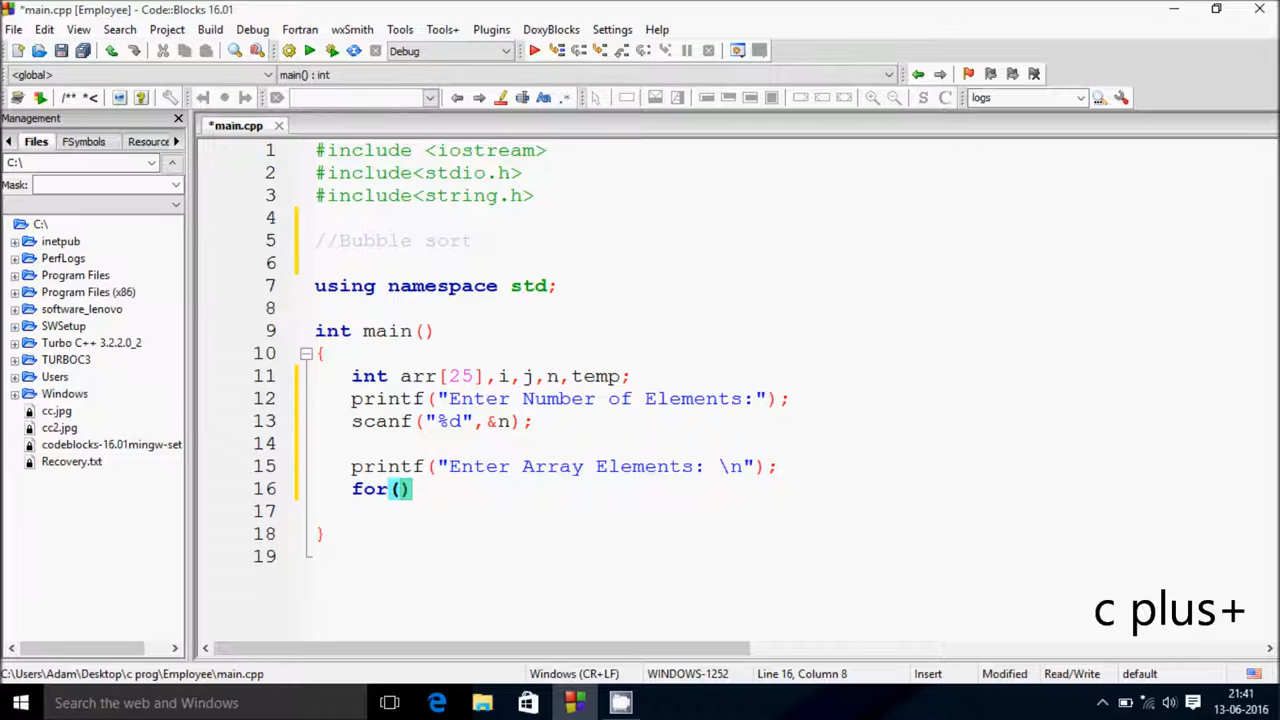 *main.cpp [Employee] - Code::Blocks 16.01
File Edit View Search Project Build Debug Fortran wxSmith Tools Tools+ Plugins DoxyBlocks Settings Help
Debug
<global> main() : int
/** *< Aa .* S C logs
Management
*main.cpp
Files FSymbols Resource
C:\
Mask:
C:\
inetpub
PerfLogs
Program Files
Program Files (x86)
software_lenovo
SWSetup
Turbo C++ 3.2.2.0_2
TURBOC3
Users
Windows
cc.jpg
cc2.jpg
codeblocks-16.01mingw-set
Recovery.txt
1 #include <iostream>
2 #include<stdio.h>
3 #include<string.h>
4
5 //Bubble sort
6
7 using namespace std;
8
9 int main()
10 {
11 int arr[25],i,j,n,temp;
12 printf("Enter Number of Elements:");
13 scanf("%d",&n);
14
15 printf("Enter Array Elements: \n");
16 for()
17
18 }
19
c plus+
C:\Users\Adam\Desktop\c prog\Employee\main.cpp Windows (CR+LF) WINDOWS-1252 Line 16, Column 8 Insert Modified Read/Write default
Search the web and Windows
21:41
13-06-2016